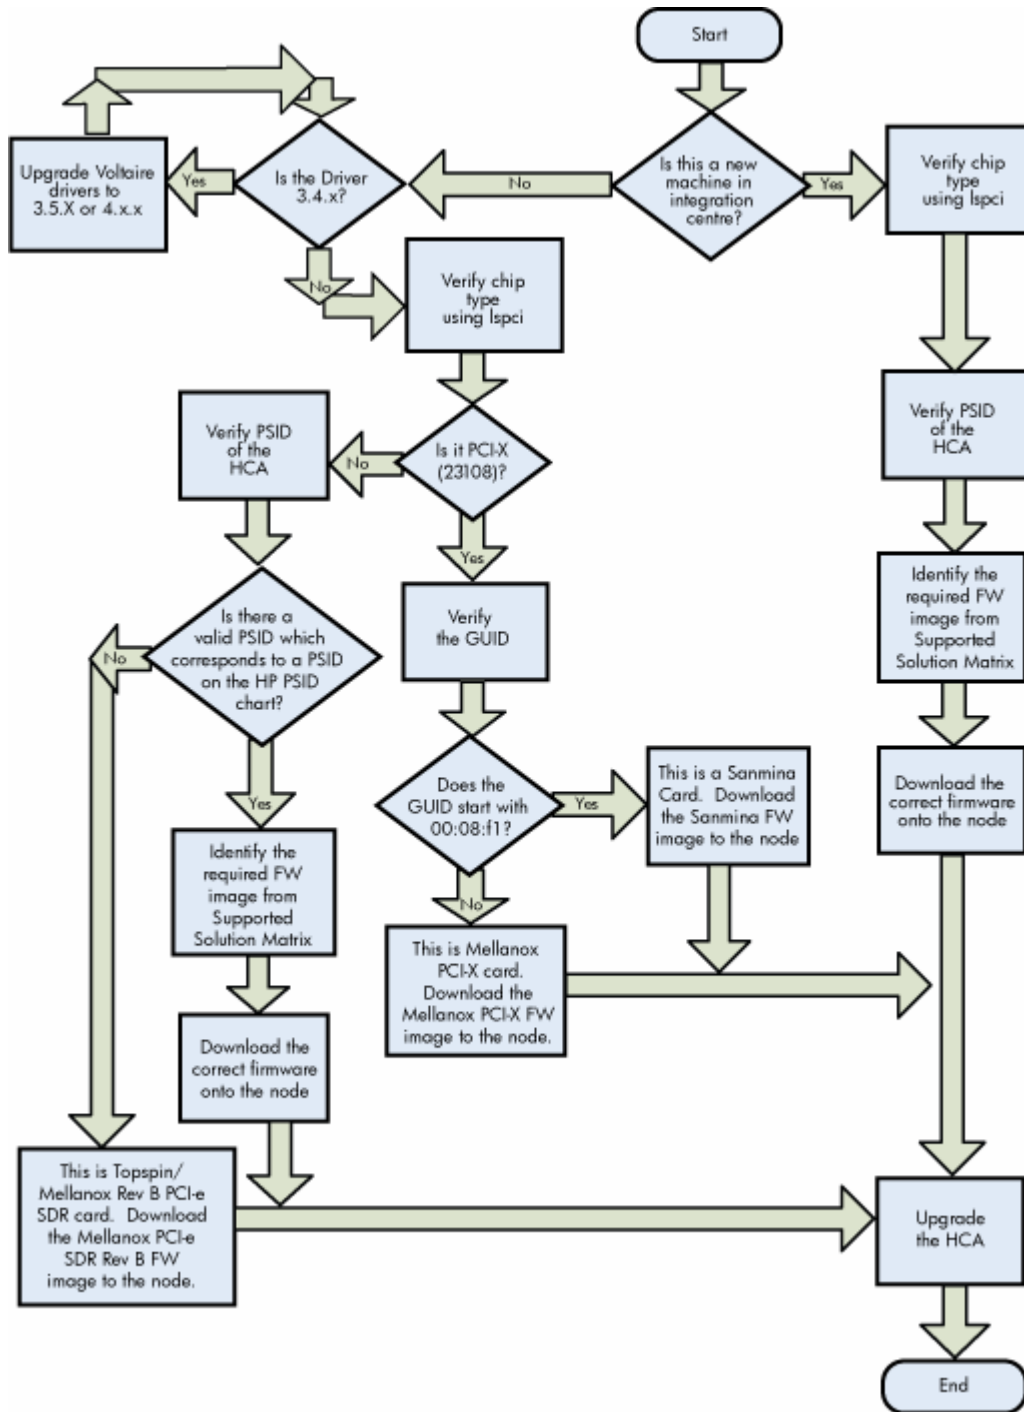 Start
Is this a new
machine in
integration
centre?
No
Yes
Is the Driver
3.4.x?
Yes
Upgrade Voltaire
drivers to
3.5.X or 4.x.x
No
Verify chip
type
using lspci
Is it PCI-X
(23108)?
No
Verify PSID
of the
HCA
Is there a
valid PSID which
corresponds to a PSID
on the HP PSID
chart?
No
Yes
Identify the
required FW
image from
Supported
Solution Matrix
Download the
correct firmware
onto the node
This is Topspin/
Mellanox Rev B PCI-e
SDR card. Download
the Mellanox PCI-e
SDR Rev B FW
image to the node.
Yes
Verify
the GUID
Does the
GUID start with
00:08:f1?
Yes
This is a Sanmina
Card. Download
the Sanmina FW
image to the node
No
This is Mellanox
PCI-X card.
Download the
Mellanox PCI-X FW
image to the node.
Verify chip
type
using lspci
Verify PSID
of the
HCA
Identify the
required FW
image from
Supported
Solution Matrix
Download the
correct firmware
onto the node
Upgrade
the HCA
End